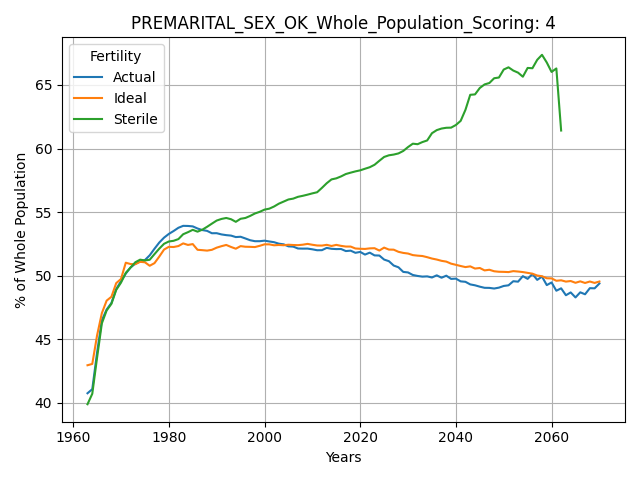 PREMARITAL_SEX_OK_Whole_Population_Scoring: 4
Fertility
Actual
Ideal
Sterile
% of Whole Population
65
60
55
50
45
40
1960
1980
2000
2020
2040
2060
Years